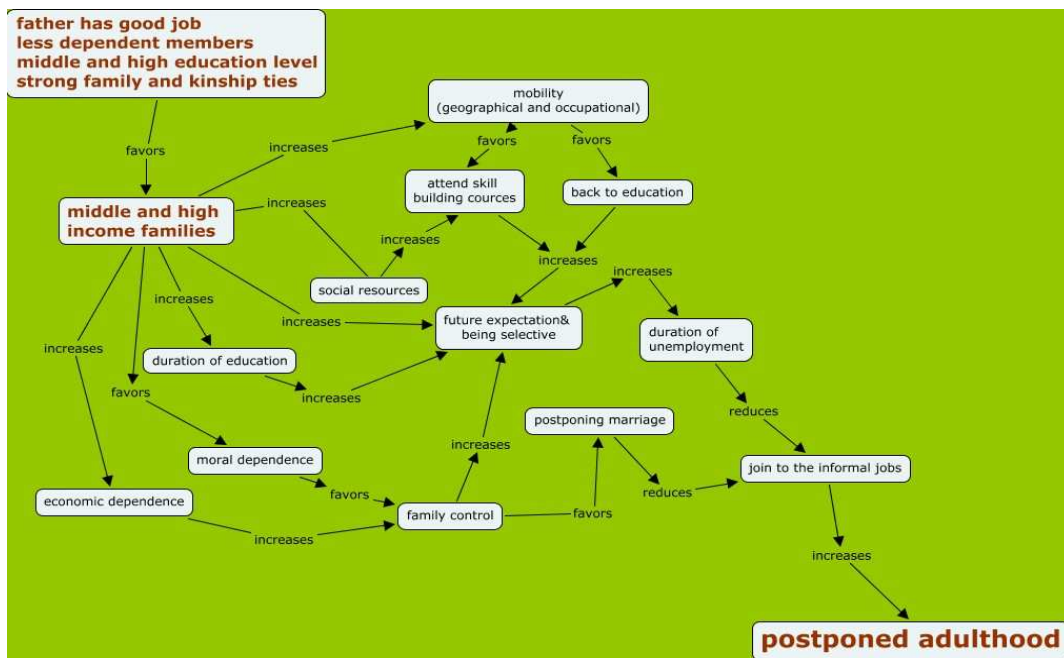 father has good job
less dependent members
middle and high education level
strong family and kinship ties
mobility
(geographical and occupational)
favors
increases
favors
favors
attend skill
building cources
back to education
middle and high
income families
increases
increases
increases
increases
social resources
increases
increases
future expectation&
being selective
duration of
unemployment
increases
duration of education
favors
increases
reduces
postponing marriage
increases
moral dependence
join to the informal jobs
favors
reduces
economic dependence
family control
favors
increases
increases
postponed adulthood